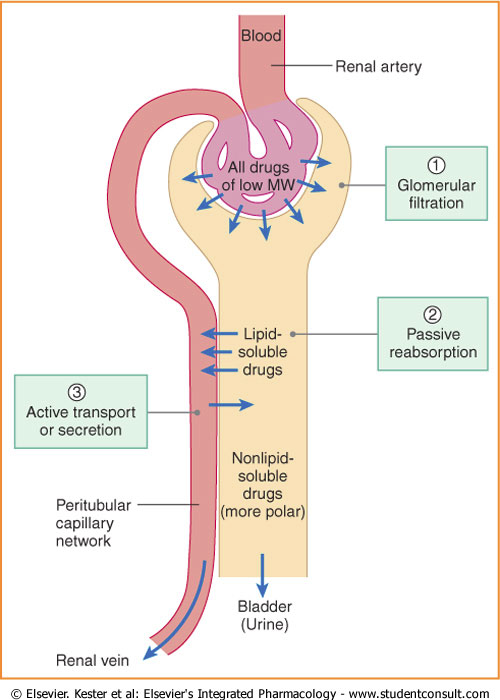 Blood
Renal artery
All drugs
of low MW
①
Glomerular
filtration
②
Passive
reabsorption
Lipid-
soluble
drugs
③
Active transport
or secretion
Nonlipid-
soluble
drugs
(more polar)
Peritubular
capillary
network
Bladder
(Urine)
Renal vein
© Elsevier. Kester et al: Elsevier's Integrated Pharmacology - www.studentconsult.com